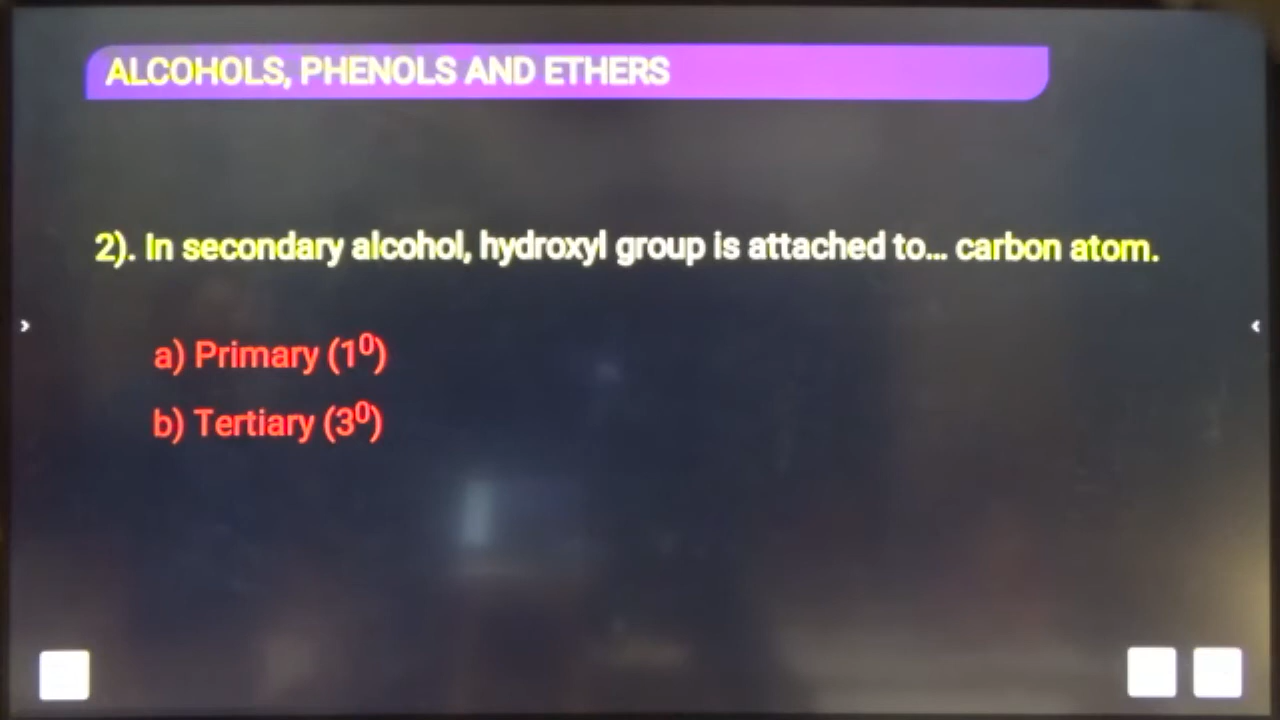 ALCOHOLS, PHENOLS AND ETHERS
2). In secondary alcohol, hydroxyl group is attached to... carbon atom.
a) Primary (1⁰)
b) Tertiary (3⁰)